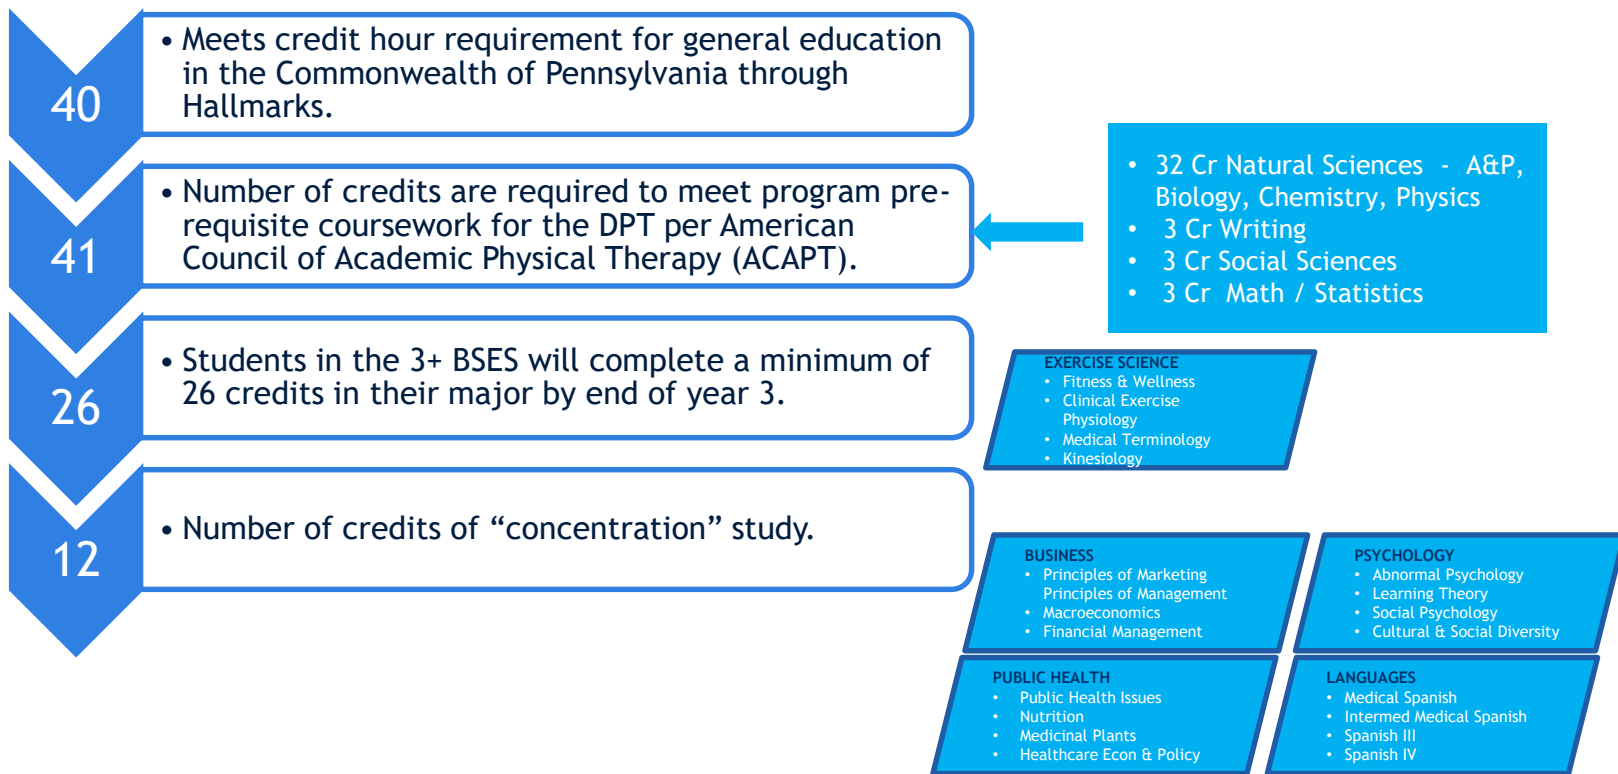 40
• Meets credit hour requirement for general education
in the Commonwealth of Pennsylvania through
Hallmarks.
41
• Number of credits are required to meet program pre-
requisite coursework for the DPT per American
Council of Academic Physical Therapy (ACAPT).
• 32 Cr Natural Sciences - A&P,
Biology, Chemistry, Physics
• 3 Cr Writing
• 3 Cr Social Sciences
• 3 Cr Math / Statistics
26
• Students in the 3+ BSES will complete a minimum of
26 credits in their major by end of year 3.
EXERCISE SCIENCE
• Fitness & Wellness
• Clinical Exercise
Physiology
• Medical Terminology
• Kinesiology
12
• Number of credits of “concentration” study.
BUSINESS
• Principles of Marketing
Principles of Management
• Macroeconomics
• Financial Management
PSYCHOLOGY
• Abnormal Psychology
• Learning Theory
• Social Psychology
• Cultural & Social Diversity
PUBLIC HEALTH
• Public Health Issues
• Nutrition
• Medicinal Plants
• Healthcare Econ & Policy
LANGUAGES
• Medical Spanish
• Intermed Medical Spanish
• Spanish III
• Spanish IV